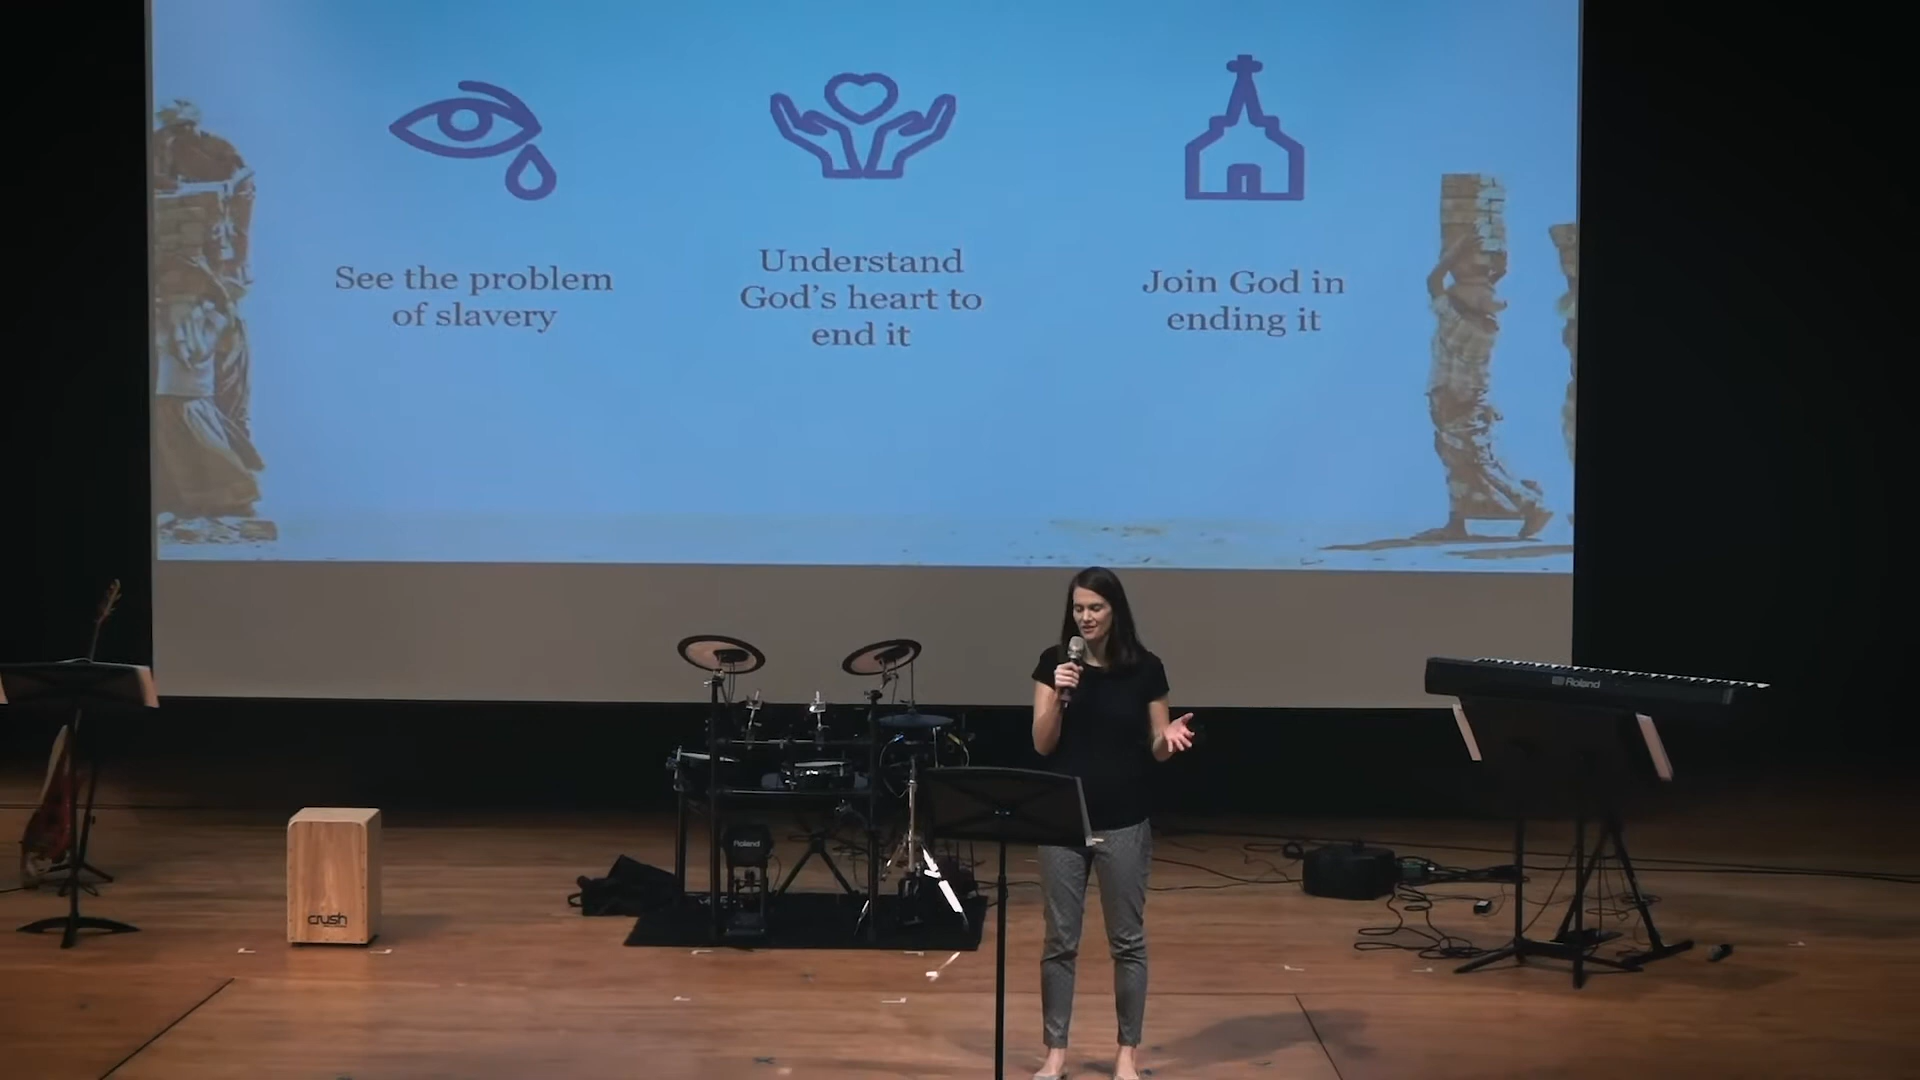 See the problem
of slavery
Understand
God's heart to
end it
Join God in
ending it
Roland
Roland
crush